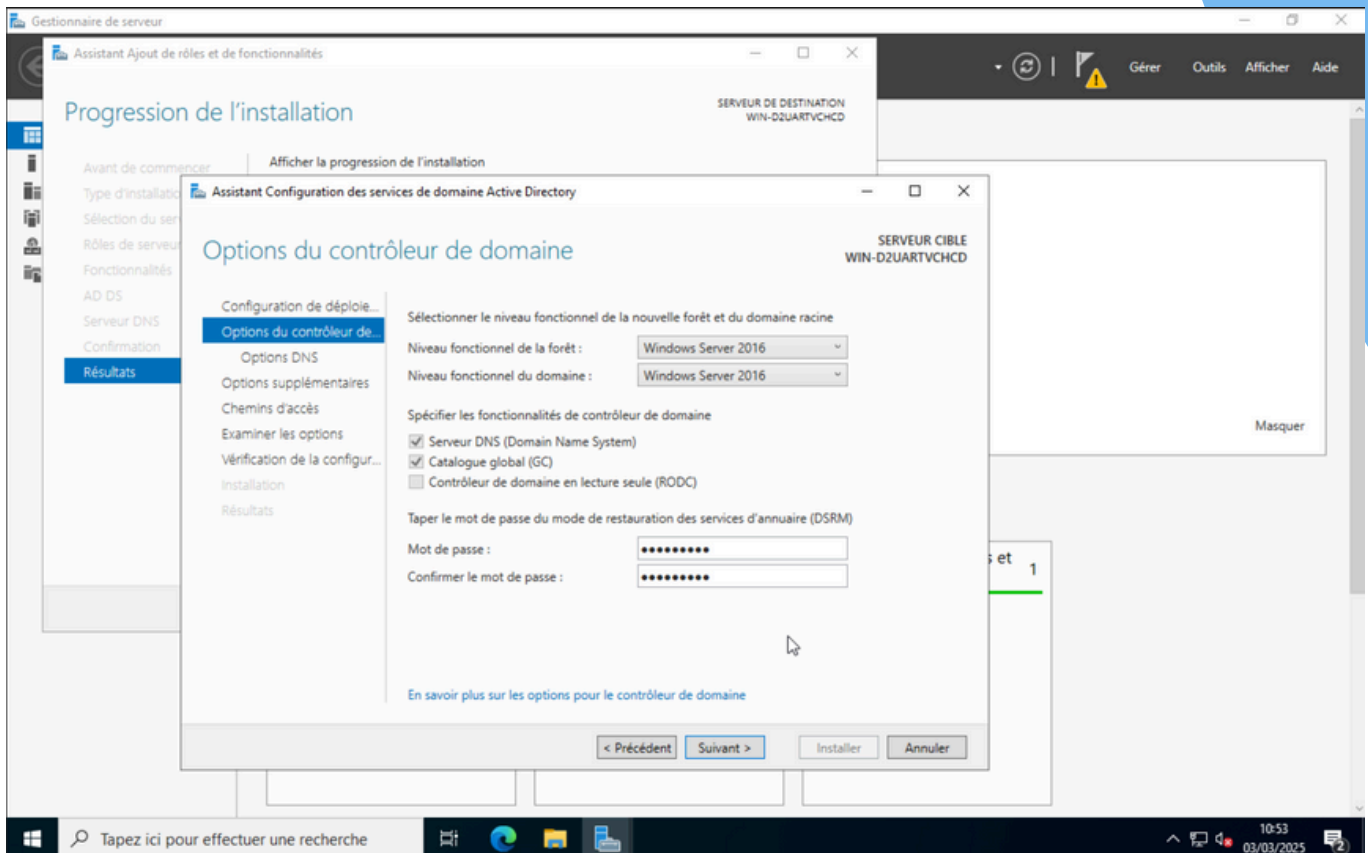 Gestionnaire de serveur
Gérer Outils Afficher Aide
Assistant Ajout de rôles et de fonctionnalités
Progression de l'installation
SERVEUR DE DESTINATION
WIN-D2UARTVCHCD
Avant de commencer
Type d'installatio
Sélection du ser
Rôles de serveur
Fonctionnalités
AD DS
Serveur DNS
Confirmation
Résultats
Afficher la progression de l'installation
Assistant Configuration des services de domaine Active Directory
Options du contrôleur de domaine
SERVEUR CIBLE
WIN-D2UARTVCHCD
Configuration de déploie...
Options du contrôleur de...
Options DNS
Options supplémentaires
Chemins d'accès
Examiner les options
Vérification de la configur...
Installation
Résultats
Sélectionner le niveau fonctionnel de la nouvelle forêt et du domaine racine
Niveau fonctionnel de la forêt : Windows Server 2016
Niveau fonctionnel du domaine : Windows Server 2016
Spécifier les fonctionnalités de contrôleur de domaine
Serveur DNS (Domain Name System)
Catalogue global (GC)
Contrôleur de domaine en lecture seule (RODC)
Taper le mot de passe du mode de restauration des services d'annuaire (DSRM)
Mot de passe : •••••••••
Confirmer le mot de passe : •••••••••
En savoir plus sur les options pour le contrôleur de domaine
< Précédent Suivant > Installer Annuler
Masquer
s et 1
Tapez ici pour effectuer une recherche
10:53
03/03/2025
2